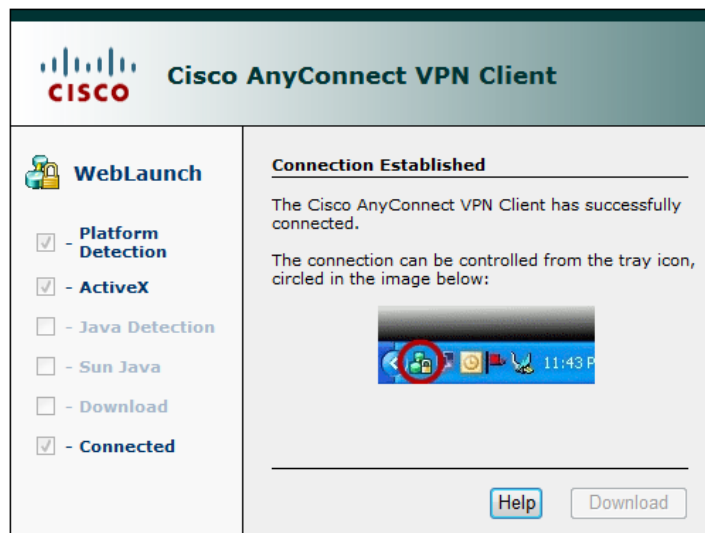 CISCO
Cisco AnyConnect VPN Client
WebLaunch
- Platform
Detection
- ActiveX
- Java Detection
- Sun Java
- Download
- Connected
Connection Established
The Cisco AnyConnect VPN Client has successfully
connected.
The connection can be controlled from the tray icon,
circled in the image below:
11:43 P
Help
Download